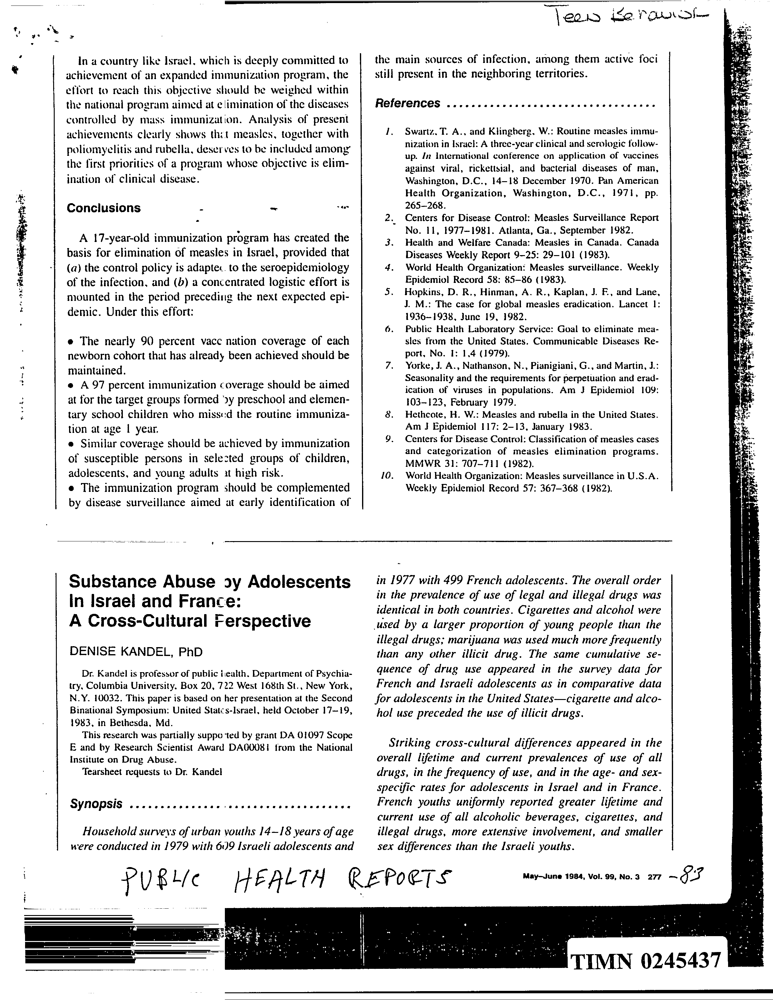 Teens Behavior
In a country like Israel, which is deeply committed to
achievement of an expanded immunization program, the
effort to reach this objective should be weighed within
the national program aimed at elimination of the diseases
controlled by mass immunization. Analysis of present
achievements clearly shows that measles, together with
poliomyelitis and rubella, deserves to be included among
the first priorities of a program whose objective is elim-
ination of clinical disease.
Conclusions
A 17-year-old immunization program has created the
basis for elimination of measles in Israel, provided that
(a) the control policy is adapted to the seroepidemiology
of the infection, and (b) a concentrated logistic effort is
mounted in the period preceding the next expected epi-
demic. Under this effort:
• The nearly 90 percent vaccination coverage of each
newborn cohort that has already been achieved should be
maintained.
• A 97 percent immunization coverage should be aimed
at for the target groups formed by preschool and elemen-
tary school children who missed the routine immuniza-
tion at age 1 year.
• Similar coverage should be achieved by immunization
of susceptible persons in selected groups of children,
adolescents, and young adults at high risk.
• The immunization program should be complemented
by disease surveillance aimed at early identification of
the main sources of infection, among them active foci
still present in the neighboring territories.
References ..................................
1. Swartz, T. A., and Klingberg, W.: Routine measles immu-
nization in Israel: A three-year clinical and serologic follow-
up. In International conference on application of vaccines
against viral, rickettsial, and bacterial diseases of man,
Washington, D.C., 14–18 December 1970. Pan American
Health Organization, Washington, D.C., 1971, pp.
265–268.
2. Centers for Disease Control: Measles Surveillance Report
No. 11, 1977–1981. Atlanta, Ga., September 1982.
3. Health and Welfare Canada: Measles in Canada. Canada
Diseases Weekly Report 9–25: 29–101 (1983).
4. World Health Organization: Measles surveillance. Weekly
Epidemiol Record 58: 85–86 (1983).
5. Hopkins, D. R., Hinman, A. R., Kaplan, J. F., and Lane,
J. M.: The case for global measles eradication. Lancet 1:
1936–1938, June 19, 1982.
6. Public Health Laboratory Service: Goal to eliminate mea-
sles from the United States. Communicable Diseases Re-
port, No. 1: 1,4 (1979).
7. Yorke, J. A., Nathanson, N., Pianigiani, G., and Martin, J.:
Seasonality and the requirements for perpetuation and erad-
ication of viruses in populations. Am J Epidemiol 109:
103–123, February 1979.
8. Hethcote, H. W.: Measles and rubella in the United States.
Am J Epidemiol 117: 2–13, January 1983.
9. Centers for Disease Control: Classification of measles cases
and categorization of measles elimination programs.
MMWR 31: 707–711 (1982).
10. World Health Organization: Measles surveillance in U.S.A.
Weekly Epidemiol Record 57: 367–368 (1982).
Substance Abuse by Adolescents
In Israel and France:
A Cross-Cultural Perspective
DENISE KANDEL, PhD
Dr. Kandel is professor of public health, Department of Psychia-
try, Columbia University, Box 20, 722 West 168th St., New York,
N.Y. 10032. This paper is based on her presentation at the Second
Binational Symposium: United States-Israel, held October 17–19,
1983, in Bethesda, Md.
This research was partially supported by grant DA 01097 Scope
E and by Research Scientist Award DA00081 from the National
Institute on Drug Abuse.
Tearsheet requests to Dr. Kandel
Synopsis ....................................
Household surveys of urban youths 14–18 years of age
were conducted in 1979 with 609 Israeli adolescents and
in 1977 with 499 French adolescents. The overall order
in the prevalence of use of legal and illegal drugs was
identical in both countries. Cigarettes and alcohol were
used by a larger proportion of young people than the
illegal drugs; marijuana was used much more frequently
than any other illicit drug. The same cumulative se-
quence of drug use appeared in the survey data for
French and Israeli adolescents as in comparative data
for adolescents in the United States—cigarette and alco-
hol use preceded the use of illicit drugs.
Striking cross-cultural differences appeared in the
overall lifetime and current prevalences of use of all
drugs, in the frequency of use, and in the age- and sex-
specific rates for adolescents in Israel and in France.
French youths uniformly reported greater lifetime and
current use of all alcoholic beverages, cigarettes, and
illegal drugs, more extensive involvement, and smaller
sex differences than the Israeli youths.
PUBLIC HEALTH REPORTS
May–June 1984, Vol. 99, No. 3 277 –83
TIMN 0245437